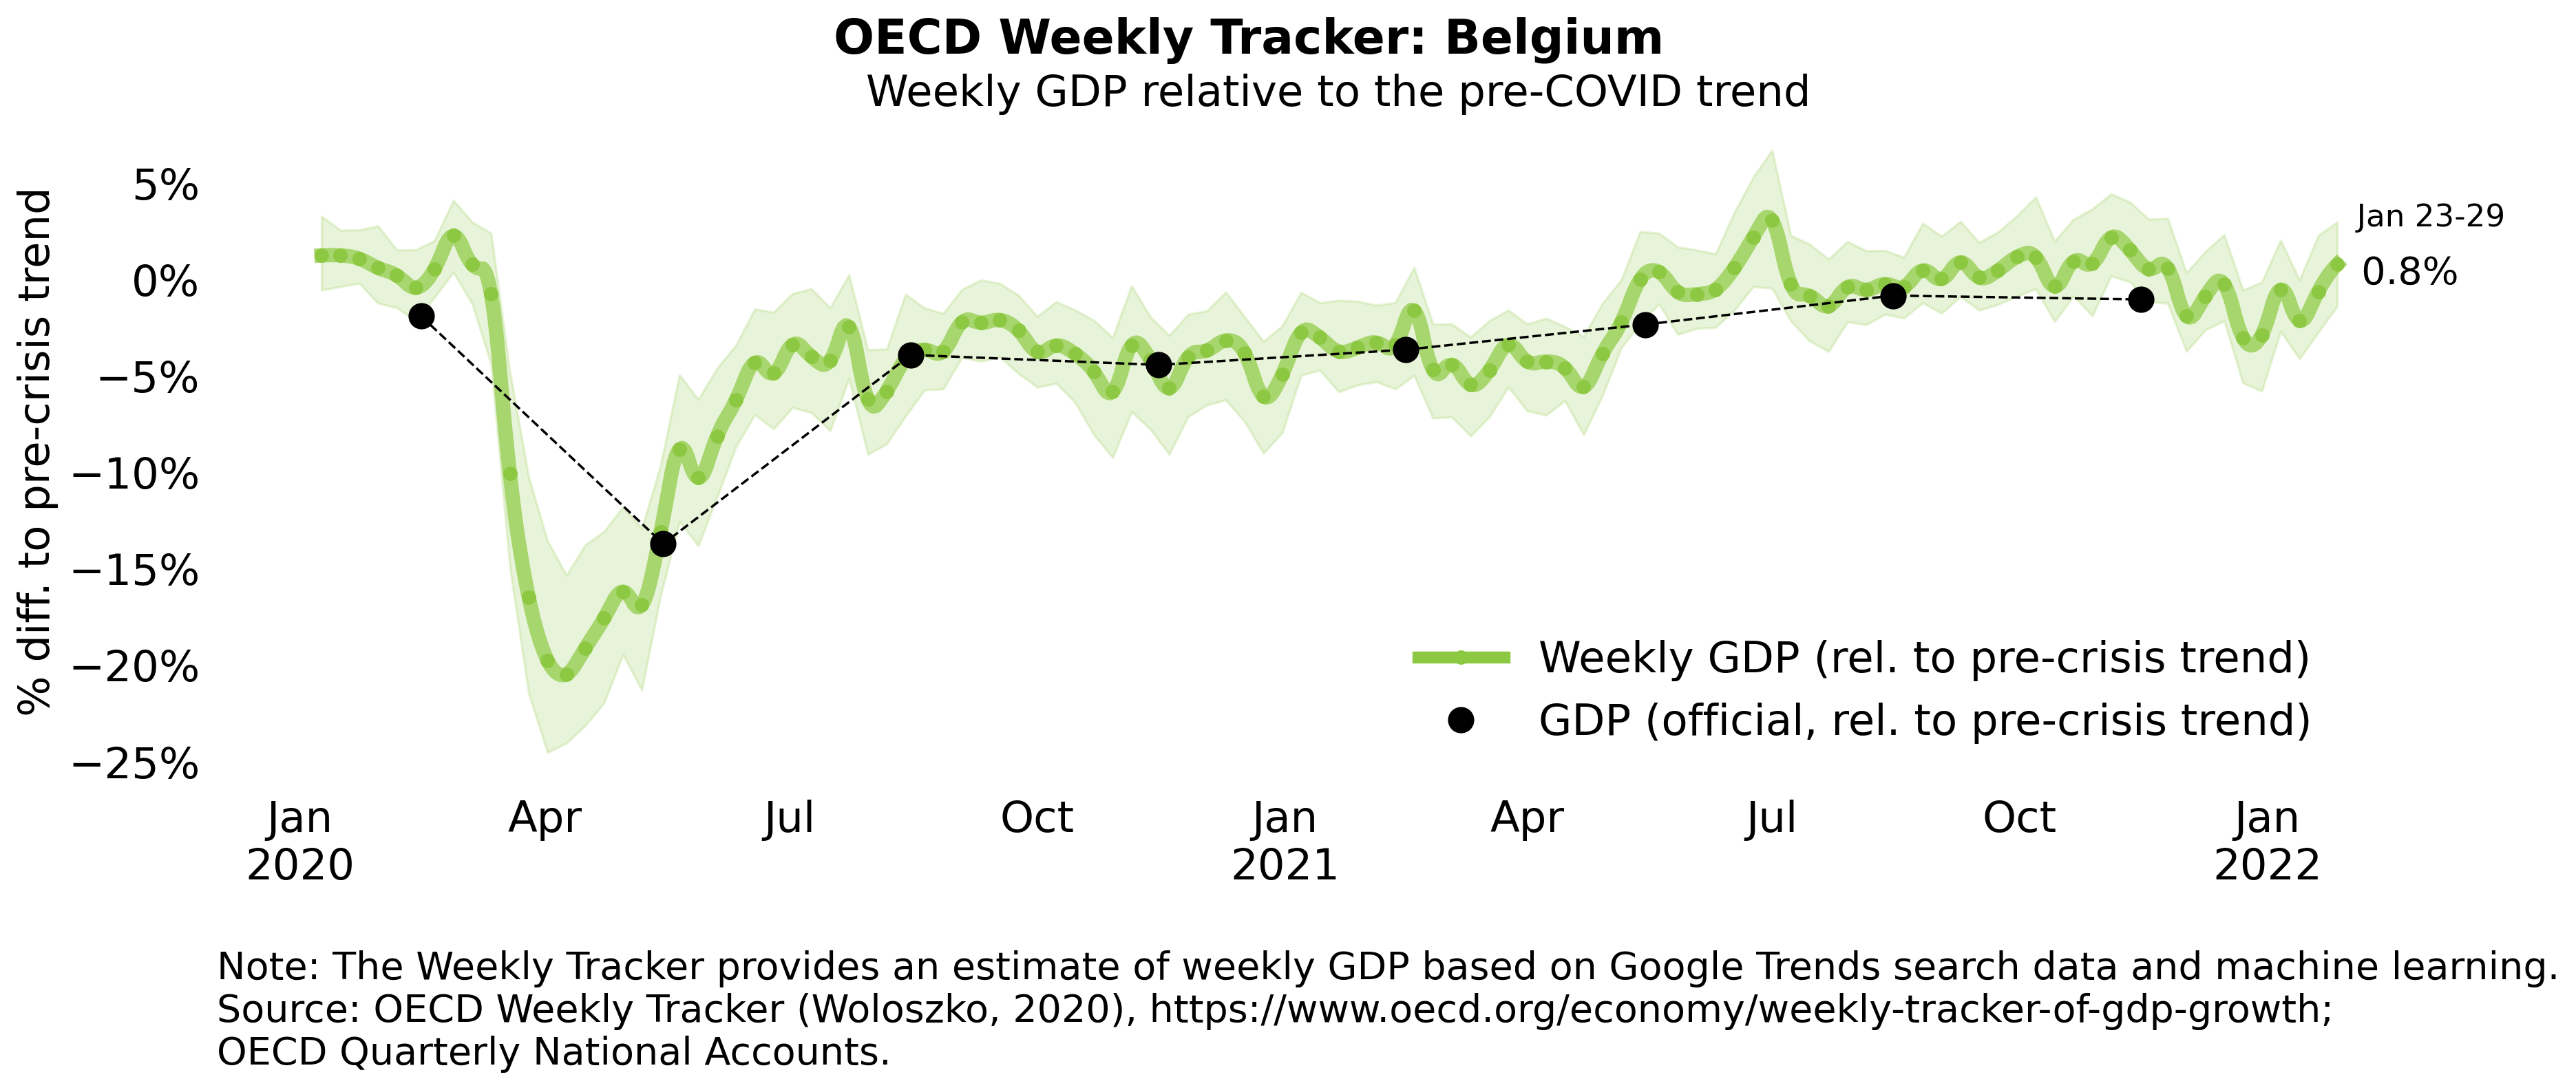 OECD Weekly Tracker: Belgium
Weekly GDP relative to the pre-COVID trend
% diff. to pre-crisis trend
5%
0%
−5%
−10%
−15%
−20%
−25%
Jan 23-29
0.8%
Weekly GDP (rel. to pre-crisis trend)
GDP (official, rel. to pre-crisis trend)
Jan Apr Jul Oct Jan Apr Jul Oct Jan
2020 2021 2022
Note: The Weekly Tracker provides an estimate of weekly GDP based on Google Trends search data and machine learning.
Source: OECD Weekly Tracker (Woloszko, 2020), https://www.oecd.org/economy/weekly-tracker-of-gdp-growth;
OECD Quarterly National Accounts.